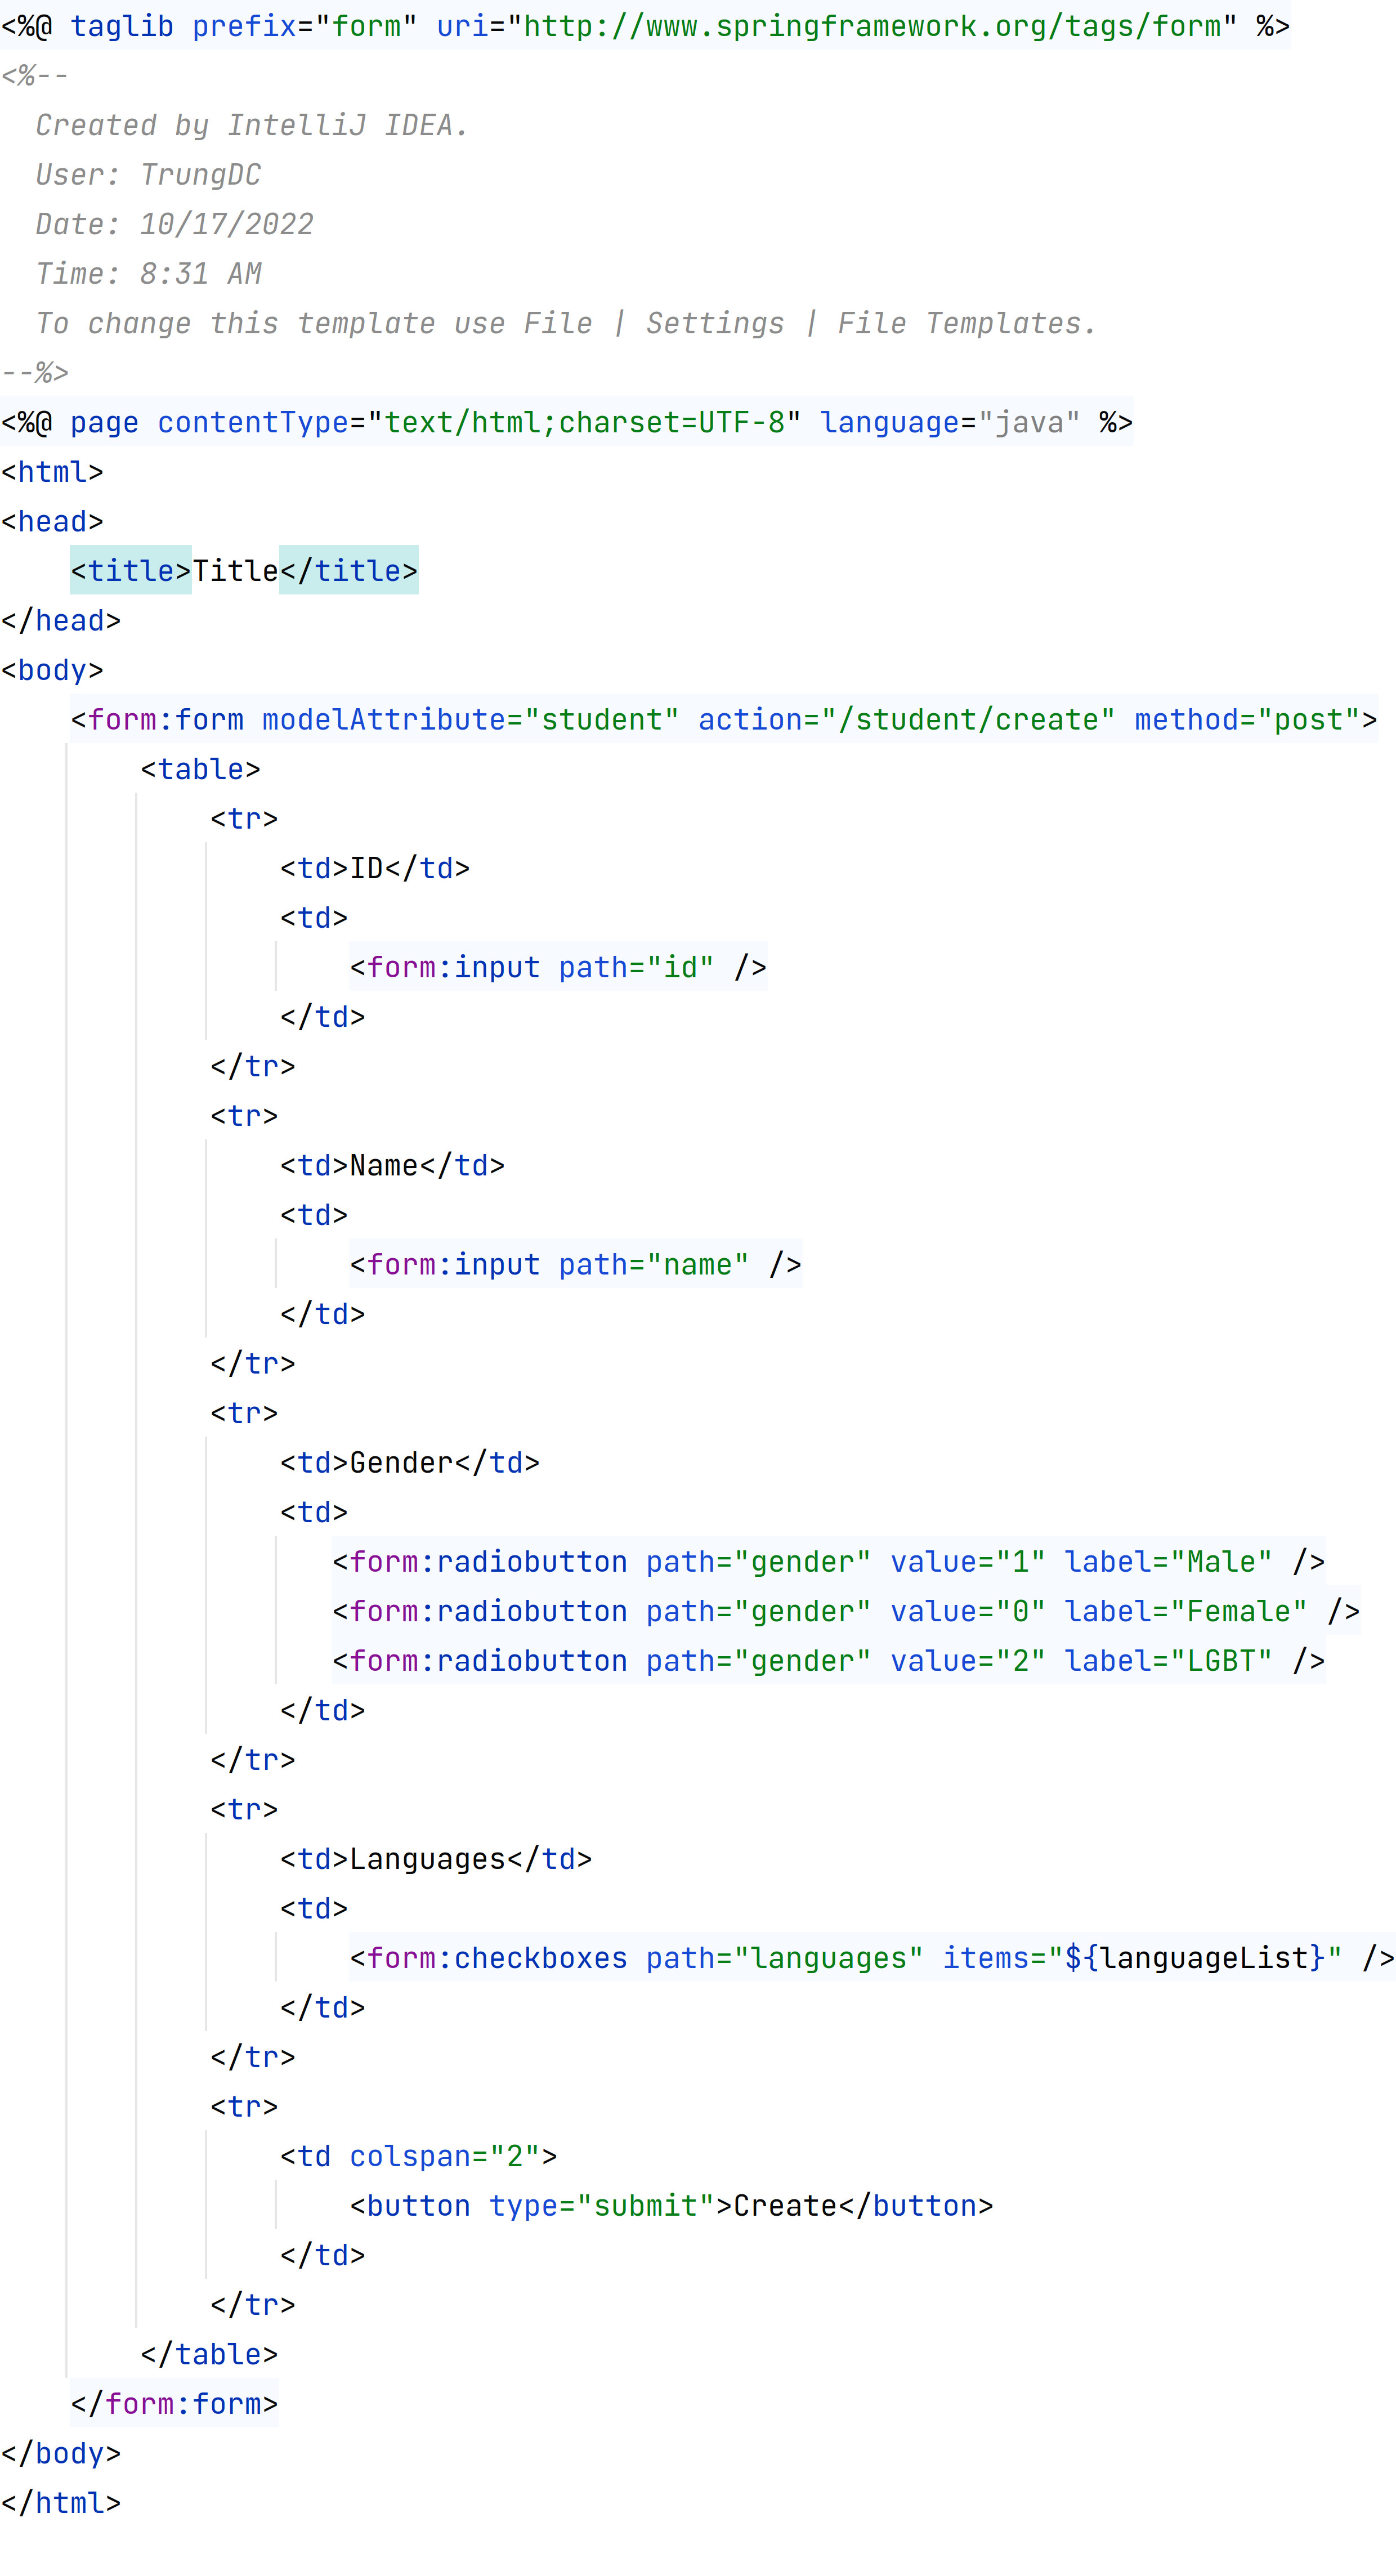 <%@ taglib prefix="form" uri="http://www.springframework.org/tags/form" %>
<%--
  Created by IntelliJ IDEA.
  User: TrungDC
  Date: 10/17/2022
  Time: 8:31 AM
  To change this template use File | Settings | File Templates.
--%>
<%@ page contentType="text/html;charset=UTF-8" language="java" %>
<html>
<head>
    <title>Title</title>
</head>
<body>
    <form:form modelAttribute="student" action="/student/create" method="post">
        <table>
            <tr>
                <td>ID</td>
                <td>
                    <form:input path="id" />
                </td>
            </tr>
            <tr>
                <td>Name</td>
                <td>
                    <form:input path="name" />
                </td>
            </tr>
            <tr>
                <td>Gender</td>
                <td>
                   <form:radiobutton path="gender" value="1" label="Male" />
                   <form:radiobutton path="gender" value="0" label="Female" />
                   <form:radiobutton path="gender" value="2" label="LGBT" />
                </td>
            </tr>
            <tr>
                <td>Languages</td>
                <td>
                    <form:checkboxes path="languages" items="${languageList}" />
                </td>
            </tr>
            <tr>
                <td colspan="2">
                    <button type="submit">Create</button>
                </td>
            </tr>
        </table>
    </form:form>
</body>
</html>